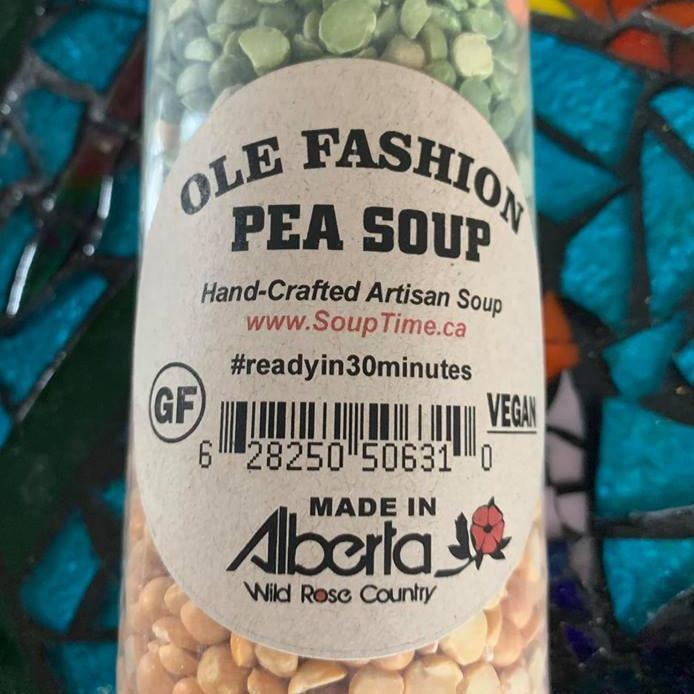 OLE FASHION
PEA SOUP
Hand-Crafted Artisan Soup
www.SoupTime.ca
#readyin30minutes
GF
VEGAN
6 28250 50631 0
MADE IN
Alberta
Wild Rose Country